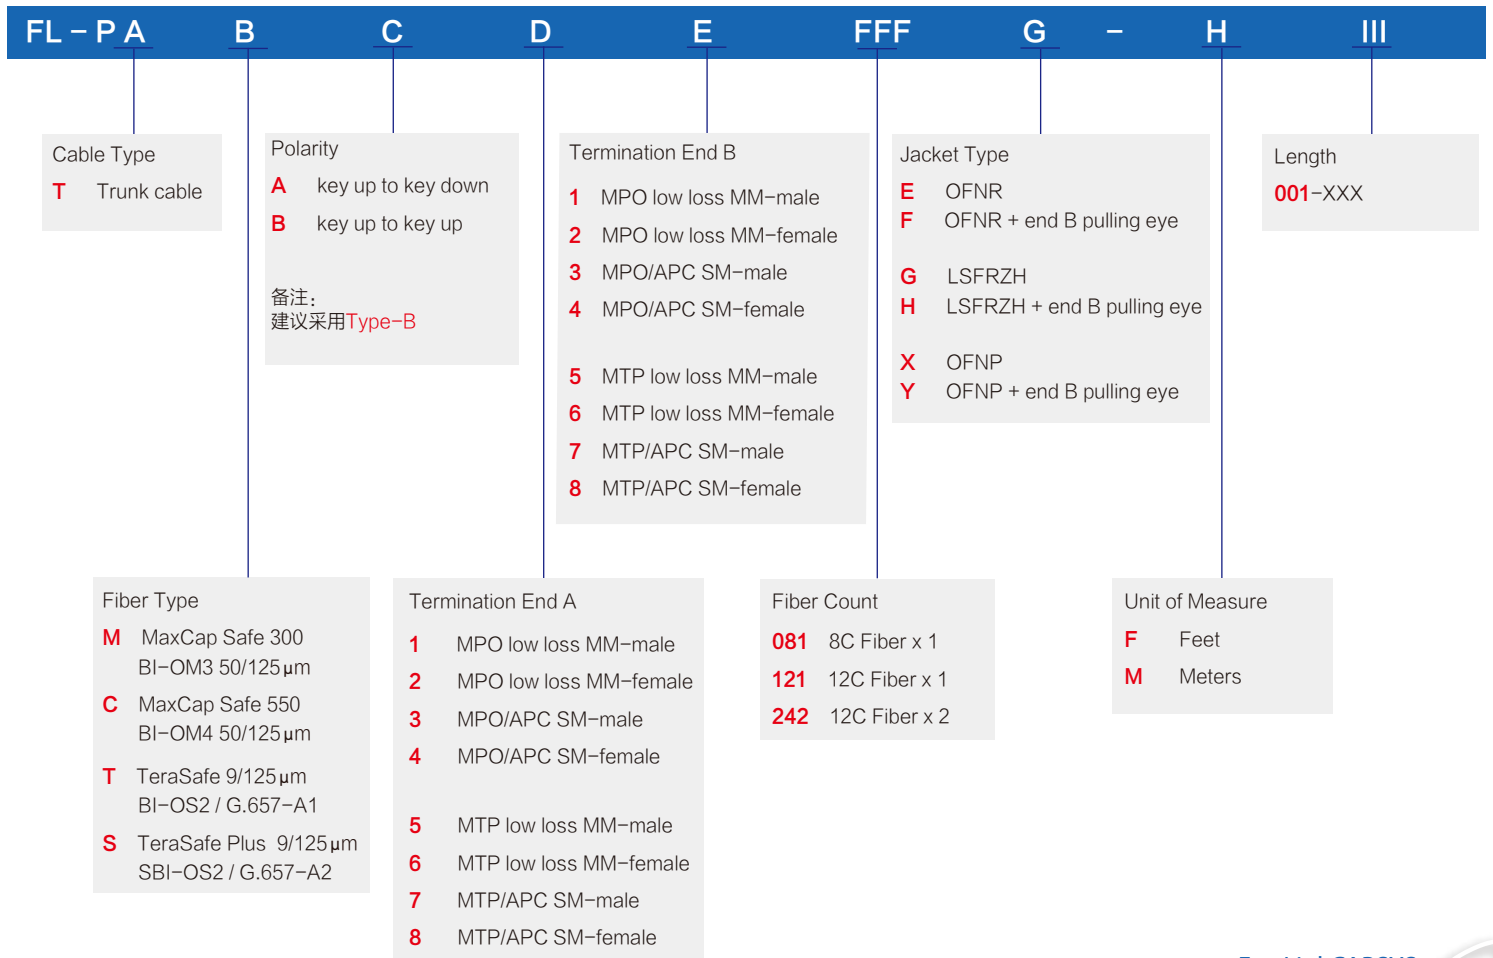 FL-PA B C D E FFF G - H III
Cable Type
T Trunk cable
Polarity
A key up to key down
B key up to key up
备注：
建议采用Type-B
Termination End B
1 MPO low loss MM-male
2 MPO low loss MM-female
3 MPO/APC SM-male
4 MPO/APC SM-female
5 MTP low loss MM-male
6 MTP low loss MM-female
7 MTP/APC SM-male
8 MTP/APC SM-female
Jacket Type
E OFNR
F OFNR + end B pulling eye
G LSFRZH
H LSFRZH + end B pulling eye
X OFNP
Y OFNP + end B pulling eye
Length
001-XXX
Fiber Type
M MaxCap Safe 300
BI-OM3 50/125μm
C MaxCap Safe 550
BI-OM4 50/125μm
T TeraSafe 9/125μm
BI-OS2 / G.657-A1
S TeraSafe Plus 9/125μm
SBI-OS2 / G.657-A2
Termination End A
1 MPO low loss MM-male
2 MPO low loss MM-female
3 MPO/APC SM-male
4 MPO/APC SM-female
5 MTP low loss MM-male
6 MTP low loss MM-female
7 MTP/APC SM-male
8 MTP/APC SM-female
Fiber Count
081 8C Fiber x 1
121 12C Fiber x 1
242 12C Fiber x 2
Unit of Measure
F Feet
M Meters